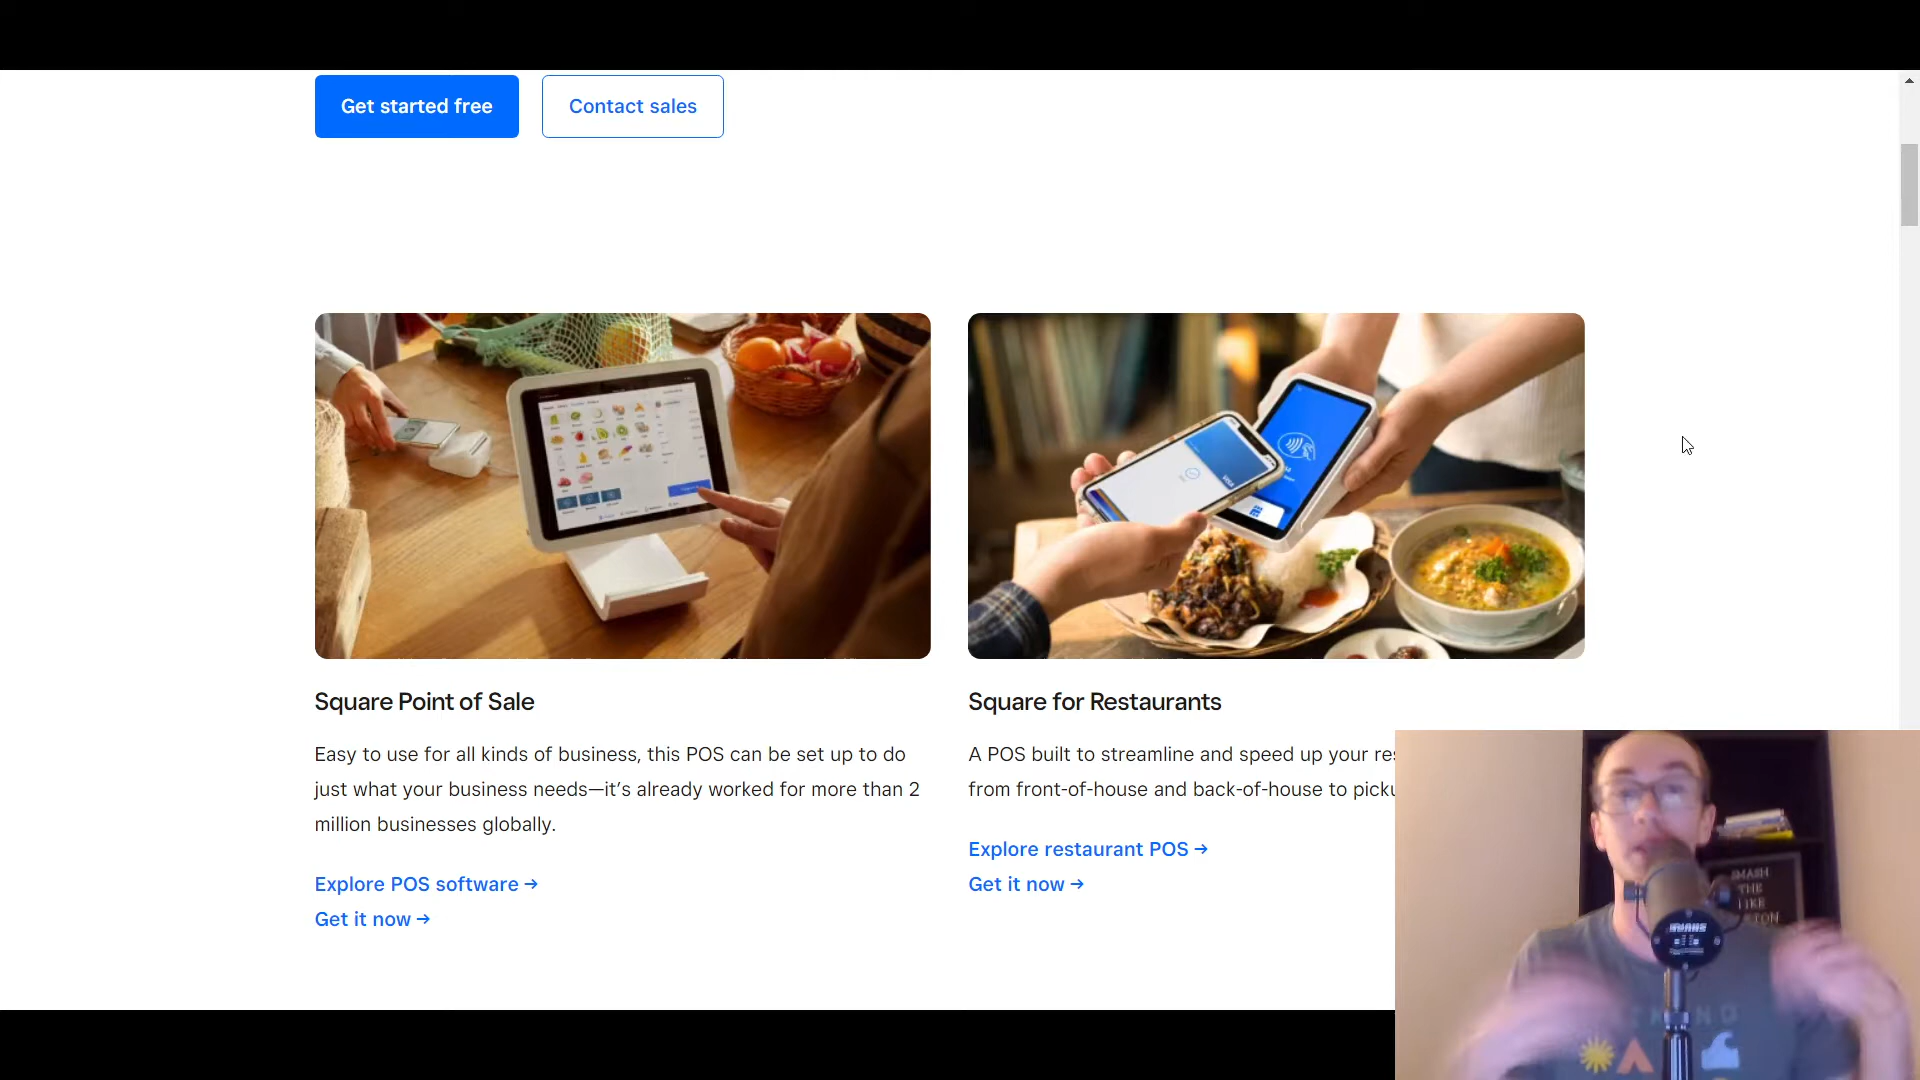 Get started free
Contact sales
Square Point of Sale
Easy to use for all kinds of business, this POS can be set up to do
just what your business needs—it's already worked for more than 2
million businesses globally.
Explore POS software →
Get it now →
Square for Restaurants
A POS built to streamline and speed up your
from front-of-house and back-of-house to
Explore restaurant POS →
Get it now →
SMASH
THE